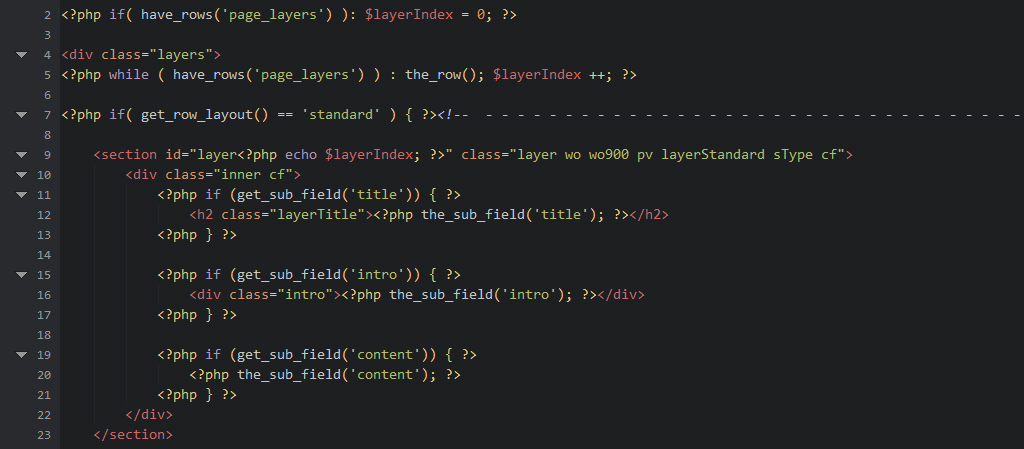 2 <?php if( have_rows('page_layers') ): $layerIndex = 0; ?>
3
4 <div class="layers">
5 <?php while ( have_rows('page_layers') ) : the_row(); $layerIndex ++; ?>
6
7 <?php if( get_row_layout() == 'standard' ) { ?><!-- - - - - - - - - - - - - - - - - - - - - - - - - - - - - - - - - - -
8
9 <section id="layer<?php echo $layerIndex; ?>" class="layer wo wo900 pv layerStandard sType cf">
10 <div class="inner cf">
11 <?php if (get_sub_field('title')) { ?>
12 <h2 class="layerTitle"><?php the_sub_field('title'); ?></h2>
13 <?php } ?>
14
15 <?php if (get_sub_field('intro')) { ?>
16 <div class="intro"><?php the_sub_field('intro'); ?></div>
17 <?php } ?>
18
19 <?php if (get_sub_field('content')) { ?>
20 <?php the_sub_field('content'); ?>
21 <?php } ?>
22 </div>
23 </section>